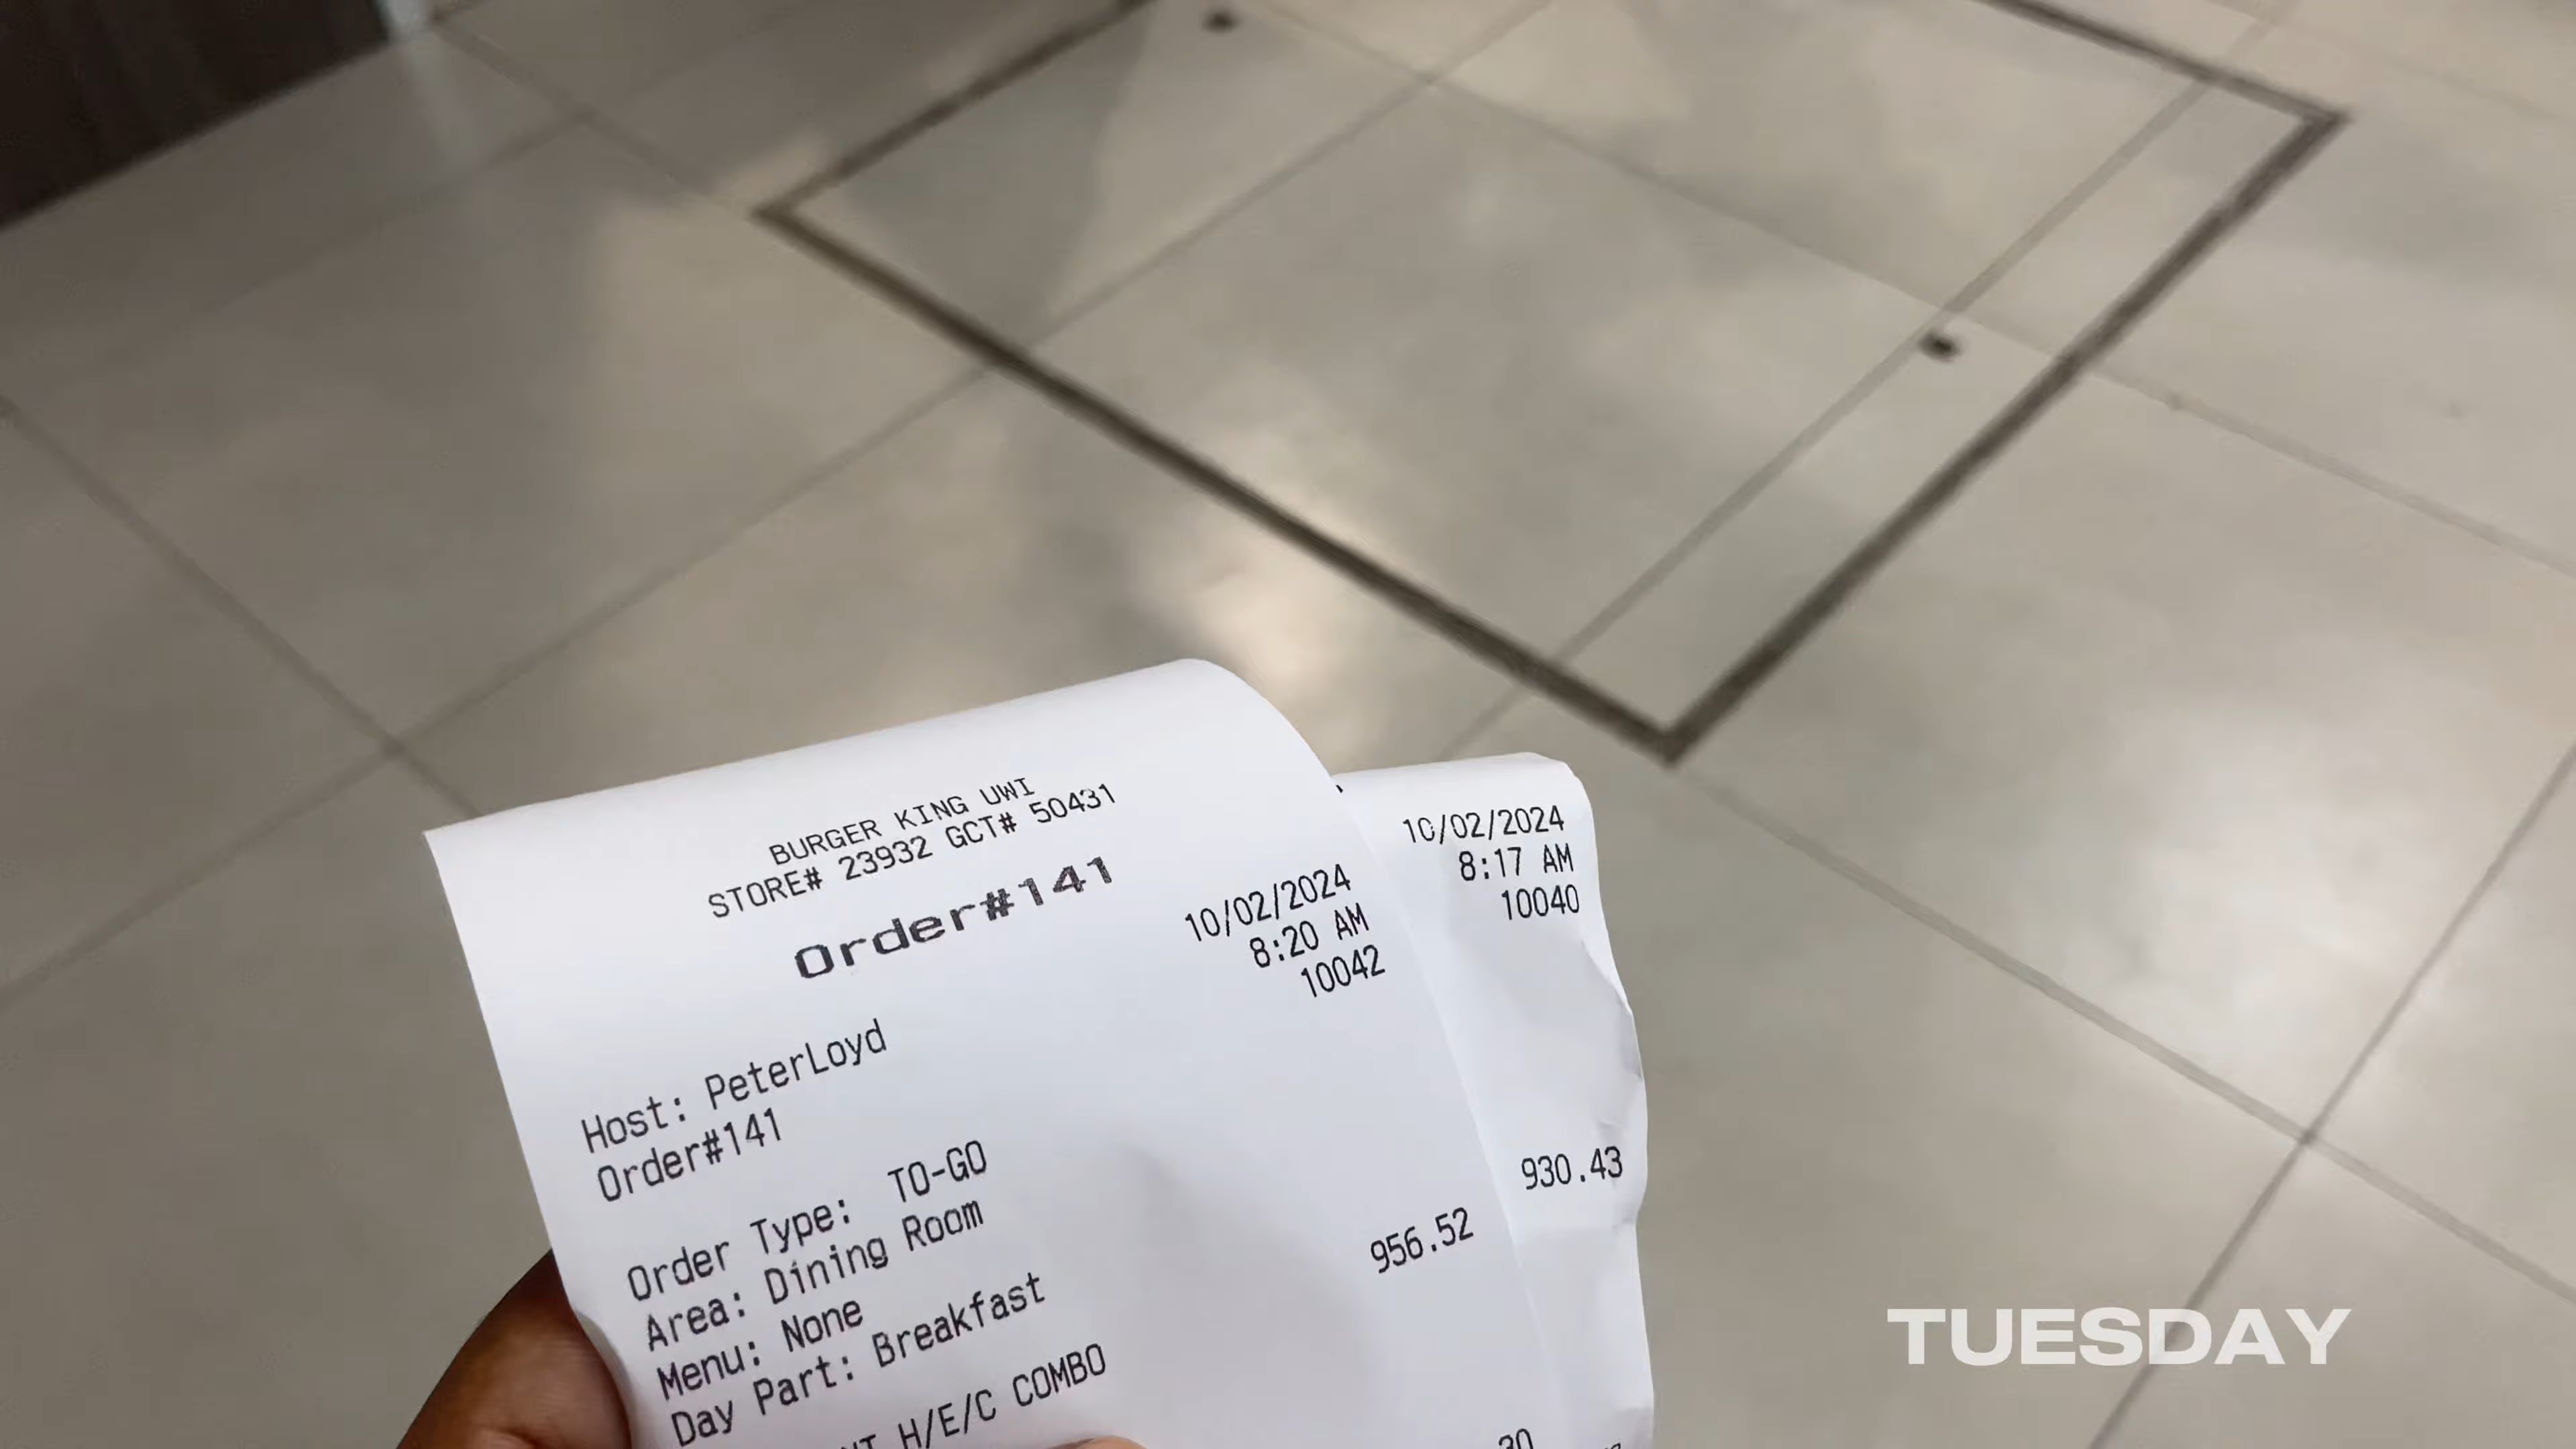 BURGER KING UWI
STORE# 23932 GCT# 50431
Order#141
10/02/2024
8:20 AM
10042
Host: PeterLoyd
Order#141
Order Type: TO-GO
Area: Dining Room
Menu: None
Day Part: Breakfast
956.52
H/E/C COMBO
10/02/2024
8:17 AM
10040
930.43
TUESDAY